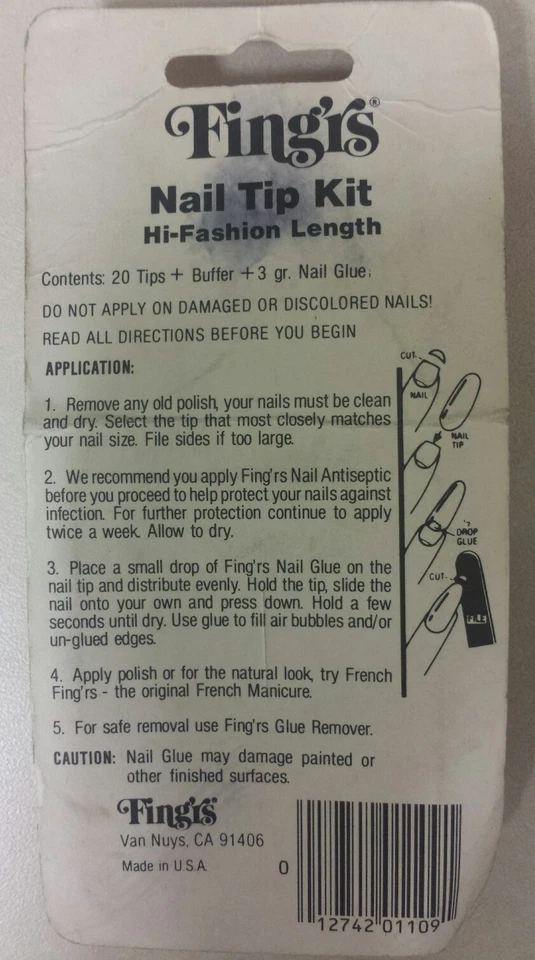 Fing'rs®
Nail Tip Kit
Hi-Fashion Length
Contents: 20 Tips + Buffer + 3 gr. Nail Glue.
DO NOT APPLY ON DAMAGED OR DISCOLORED NAILS!
READ ALL DIRECTIONS BEFORE YOU BEGIN
APPLICATION:
1. Remove any old polish, your nails must be clean
and dry. Select the tip that most closely matches
your nail size. File sides if too large.
2. We recommend you apply Fing'rs Nail Antiseptic
before you proceed to help protect your nails against
infection. For further protection continue to apply
twice a week. Allow to dry.
3. Place a small drop of Fing'rs Nail Glue on the
nail tip and distribute evenly. Hold the tip, slide the
nail onto your own and press down. Hold a few
seconds until dry. Use glue to fill air bubbles and/or
un-glued edges.
4. Apply polish or for the natural look, try French
Fing'rs - the original French Manicure.
5. For safe removal use Fing'rs Glue Remover.
CAUTION: Nail Glue may damage painted or
other finished surfaces.
CUT
NAIL
NAIL
TIP
DROP
GLUE
CUT
FILE
Fing'rs
Van Nuys, CA 91406
Made in U.S.A.
0 12742 01109